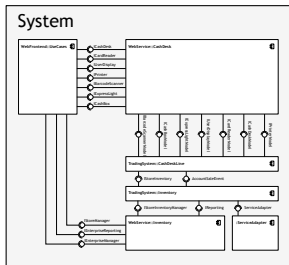 System
WebFrontend::UseCases
ICashDesk
WebService::CashDesk
ICardReader
IUserDisplay
IPrinter
IBarcodeScanner
IExpressLight
ICashBox
TradingSystem::CashDeskLine
IStoreInventory
IAccountSaleEvent
TradingSystem::Inventory
IStoreInventoryManager
IReporting
IServiceAdapter
IStoreManager
WebService::Inventory
:ServiceAdapter
IEnterpriseReporting
IEnterpriseManager